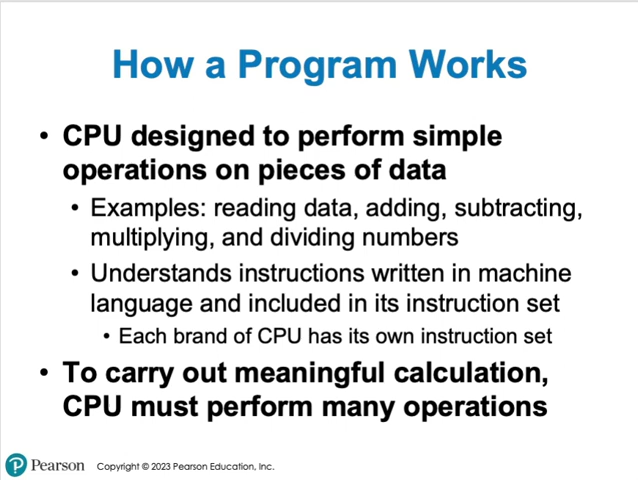 How a Program Works
• CPU designed to perform simple
operations on pieces of data
• Examples: reading data, adding, subtracting,
multiplying, and dividing numbers
• Understands instructions written in machine
language and included in its instruction set
• Each brand of CPU has its own instruction set
• To carry out meaningful calculation,
CPU must perform many operations
P Pearson Copyright © 2023 Pearson Education, Inc.